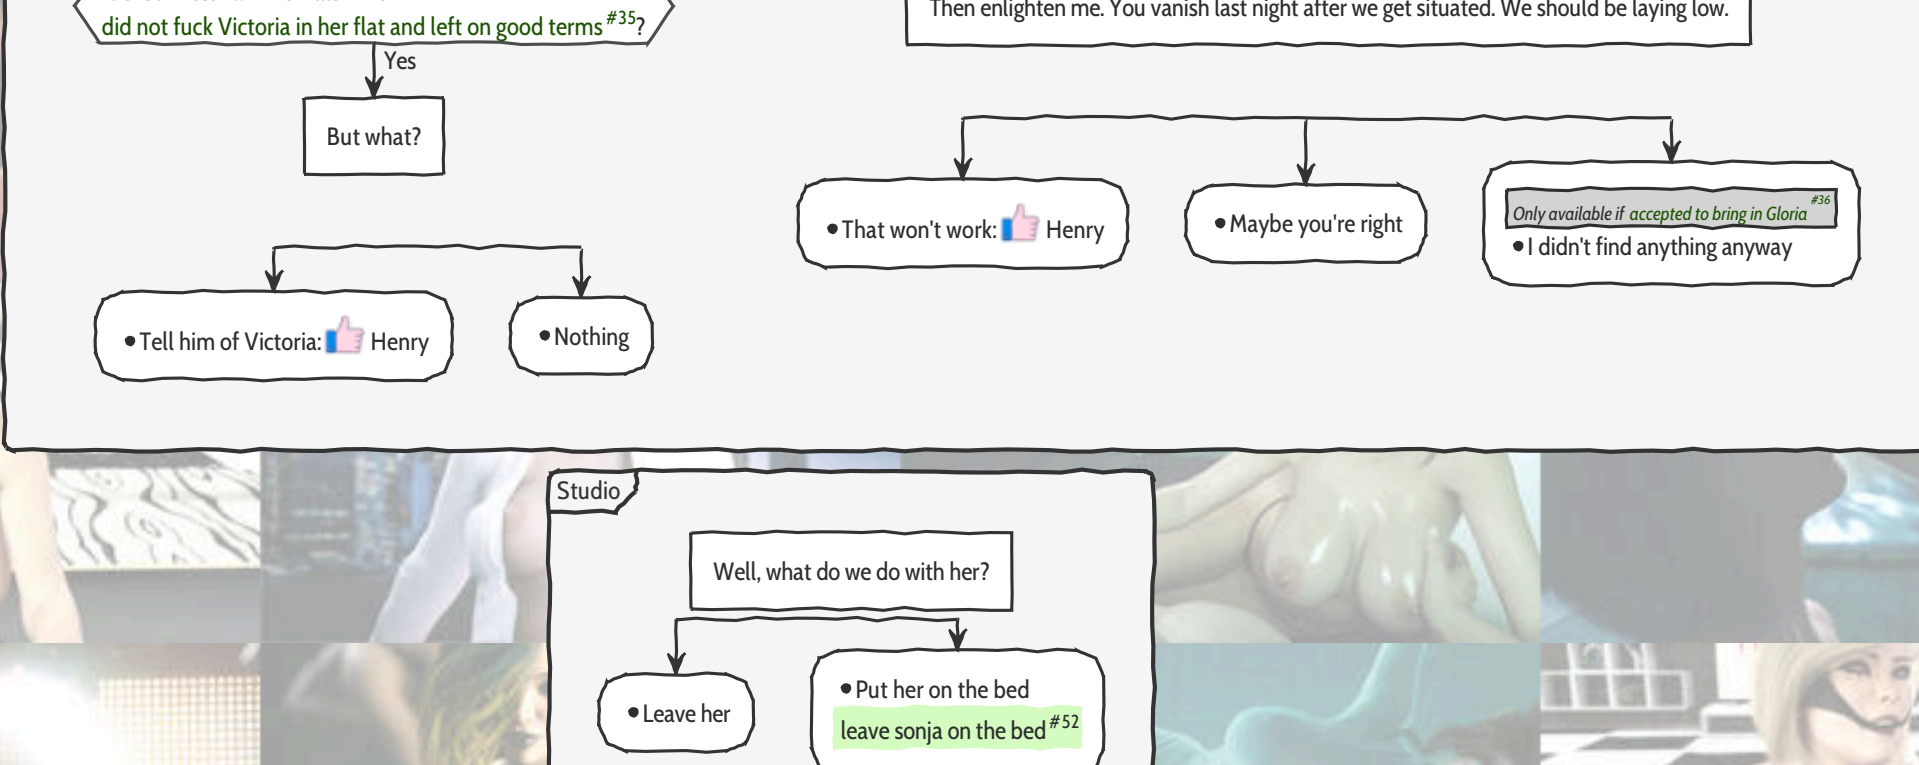 did not fuck Victoria in her flat and left on good terms #35?
Yes
But what?
• Tell him of Victoria: Henry
• Nothing
Then enlighten me. You vanish last night after we get situated. We should be laying low.
• That won't work: Henry
• Maybe you're right
Only available if accepted to bring in Gloria #36
• I didn't find anything anyway
Studio
Well, what do we do with her?
• Leave her
• Put her on the bed
leave sonja on the bed #52